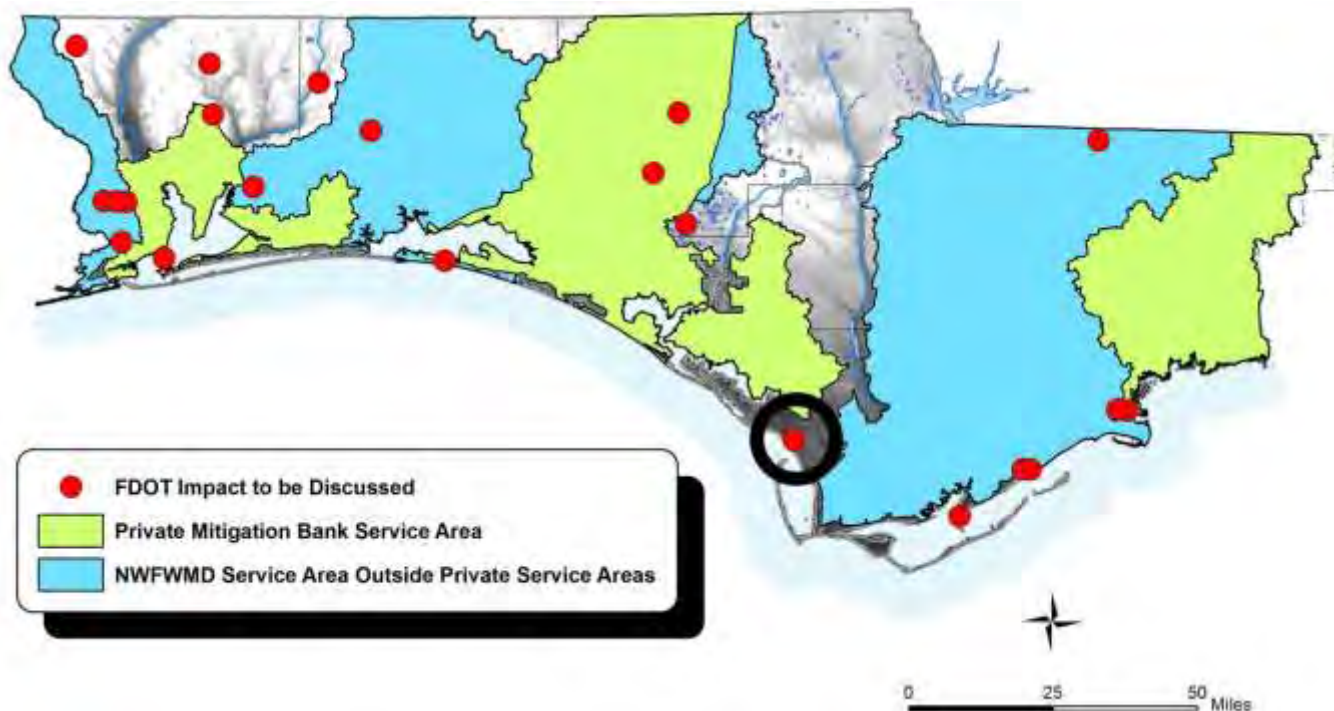 FDOT Impact to be Discussed
Private Mitigation Bank Service Area
NWFWMD Service Area Outside Private Service Areas
0 25 50 Miles